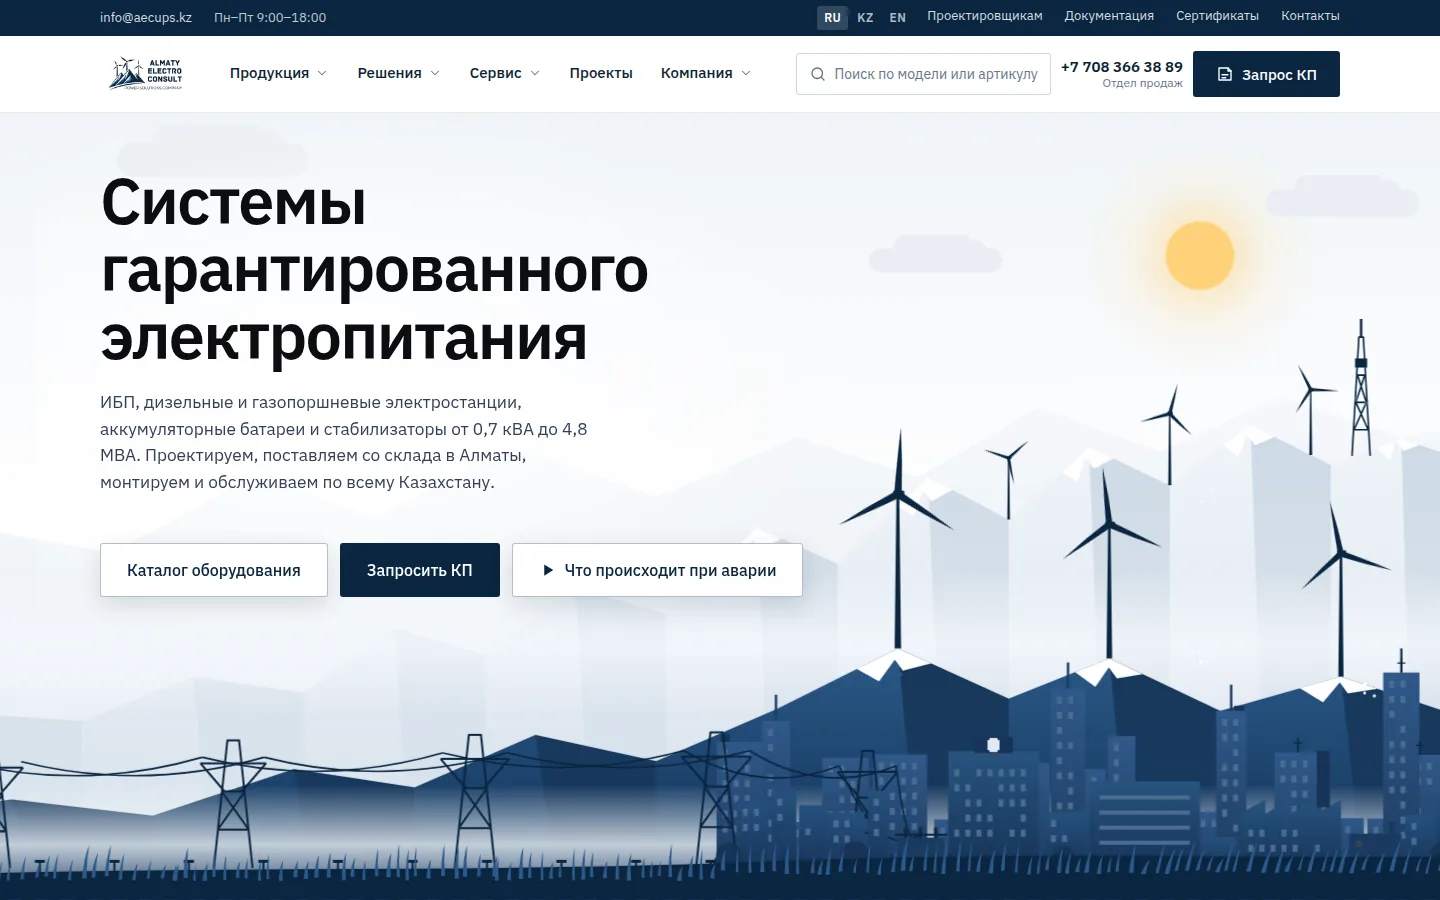 info@aecups.kz
Пн–Пт 9:00–18:00
RU
KZ
EN
Проектировщикам
Документация
Сертификаты
Контакты
ALMATY
ELECTRO
CONSULT
POWER SOLUTIONS COMPANY
Продукция
Решения
Сервис
Проекты
Компания
Поиск по модели или артикулу
+7 708 366 38 89
Отдел продаж
Запрос КП
Системы
гарантированного
электропитания
ИБП, дизельные и газопоршневые электростанции,
аккумуляторные батареи и стабилизаторы от 0,7 кВА до 4,8
МВА. Проектируем, поставляем со склада в Алматы,
монтируем и обслуживаем по всему Казахстану.
Каталог оборудования
Запросить КП
Что происходит при аварии